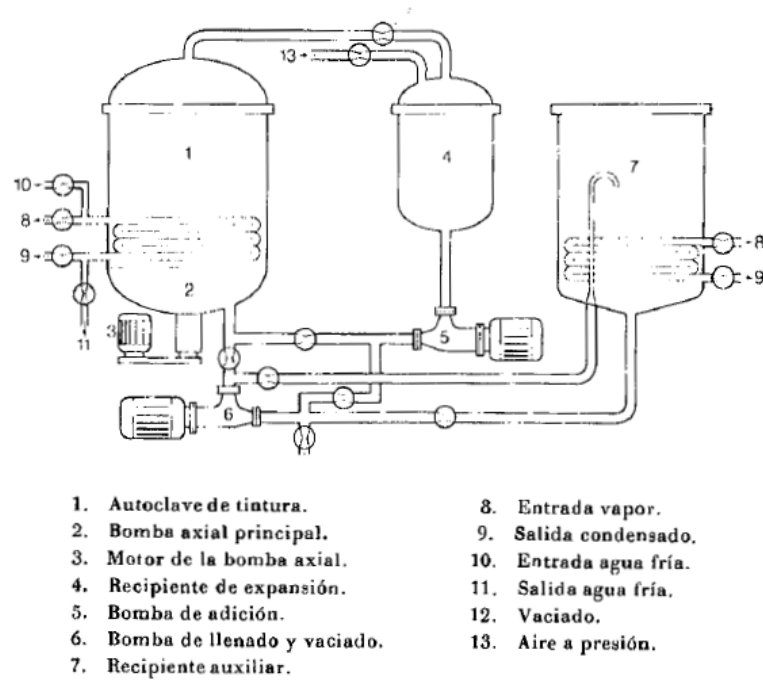 13
1
4
7
10
8
8
9
9
2
3
11
5
6
1. Autoclave de tintura.
2. Bomba axial principal.
3. Motor de la bomba axial.
4. Recipiente de expansión.
5. Bomba de adición.
6. Bomba de llenado y vaciado.
7. Recipiente auxiliar.
8. Entrada vapor.
9. Salida condensado.
10. Entrada agua fría.
11. Salida agua fría.
12. Vaciado.
13. Aire a presión.